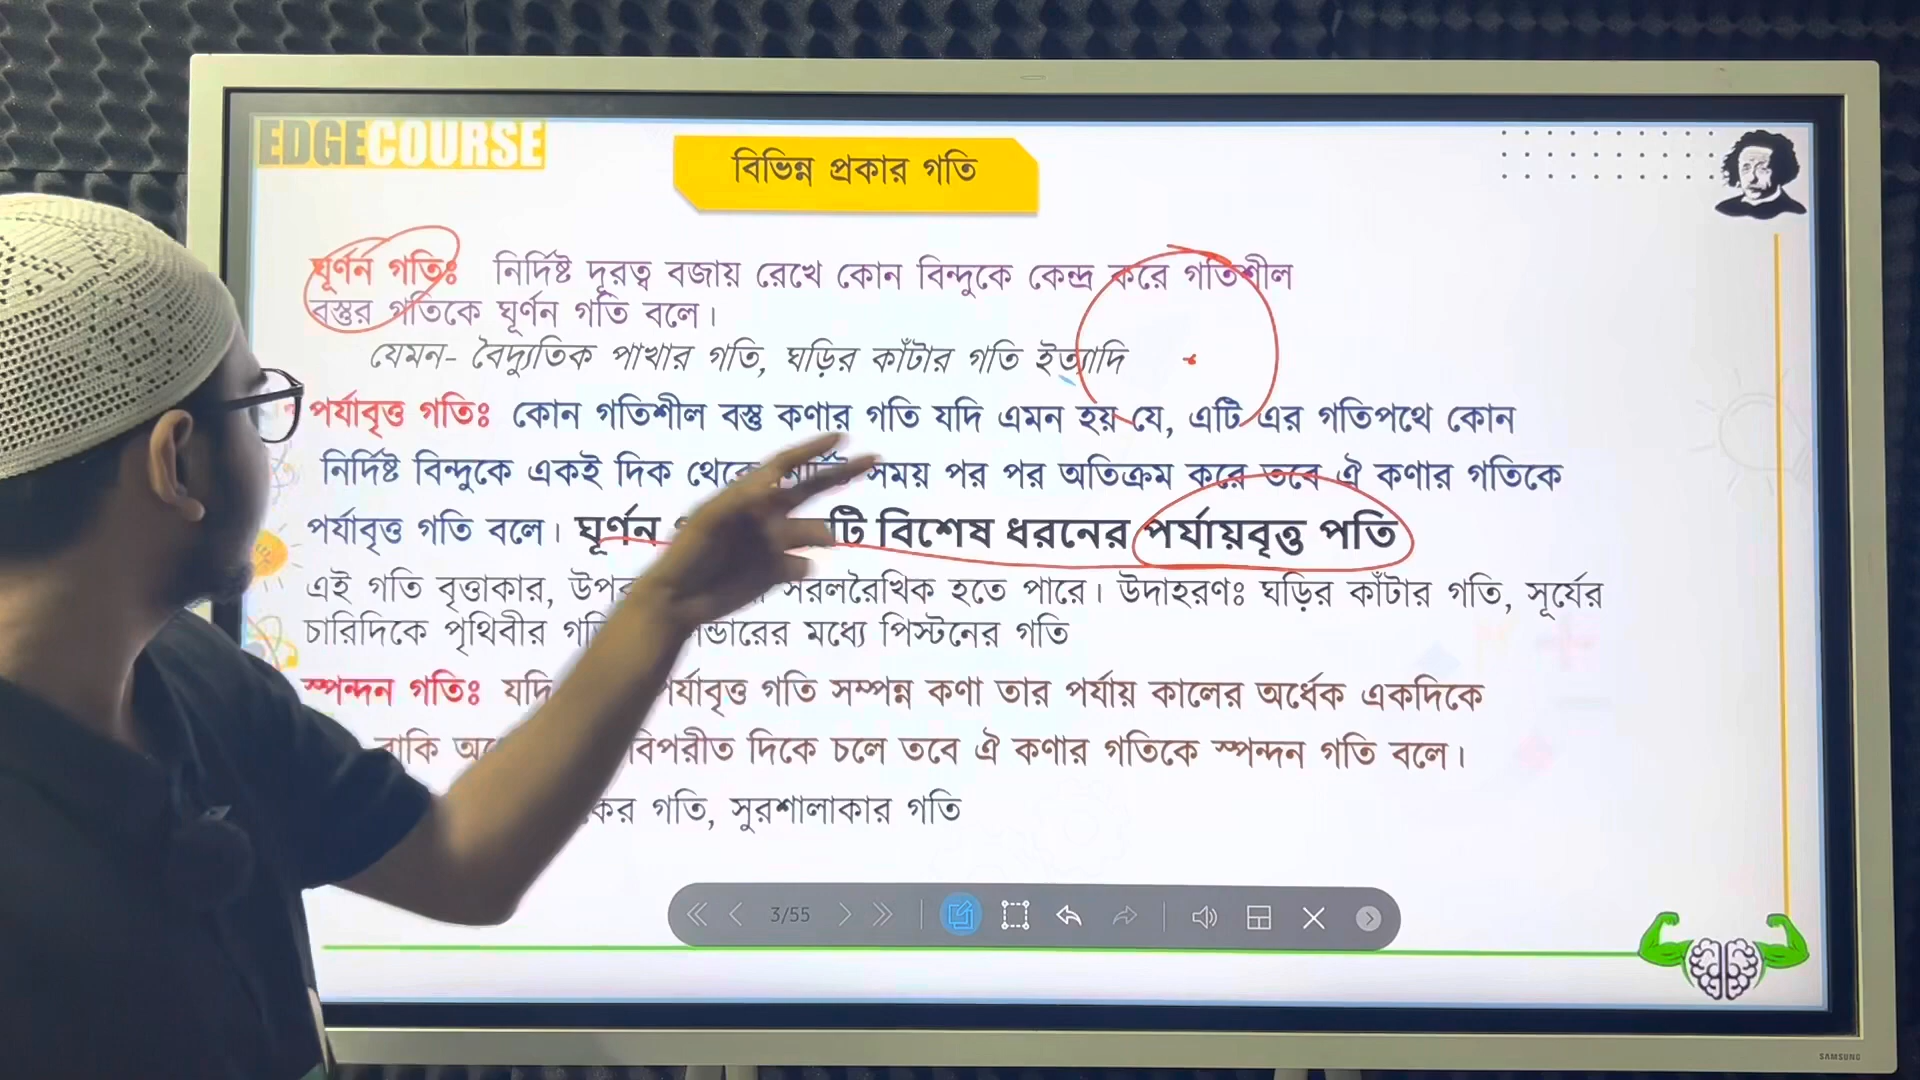 EDGECOURSE
বিভিন্ন প্রকার গতি
ঘূর্ণন গতিঃ নির্দিষ্ট দূরত্ব বজায় রেখে কোন বিন্দুকে কেন্দ্র করে গতিশীল
বস্তুর গতিকে ঘূর্ণন গতি বলে।
যেমন- বৈদ্যুতিক পাখার গতি, ঘড়ির কাঁটার গতি ইত্যাদি
পর্যাবৃত্ত গতিঃ কোন গতিশীল বস্তু কণার গতি যদি এমন হয় যে, এটি এর গতিপথে কোন
নির্দিষ্ট বিন্দুকে একই দিক থেকে সময় পর পর অতিক্রম করে তবে ঐ কণার গতিকে
পর্যাবৃত্ত গতি বলে। ঘূর্ণন টি বিশেষ ধরনের পর্যায়বৃত্ত পতি
এই গতি বৃত্তাকার, সরলরৈখিক হতে পারে। উদাহরণঃ ঘড়ির কাঁটার গতি, সূর্যের
চারিদিকে পৃথিবীর মধ্যে পিস্টনের গতি
স্পন্দন গতিঃ যদি পর্যাবৃত্ত গতি সম্পন্ন কণা তার পর্যায় কালের অর্ধেক একদিকে
বাকি বিপরীত দিকে চলে তবে ঐ কণার গতিকে স্পন্দন গতি বলে।
গতি, সুরশালাকার গতি
3/55
SAMSUNG